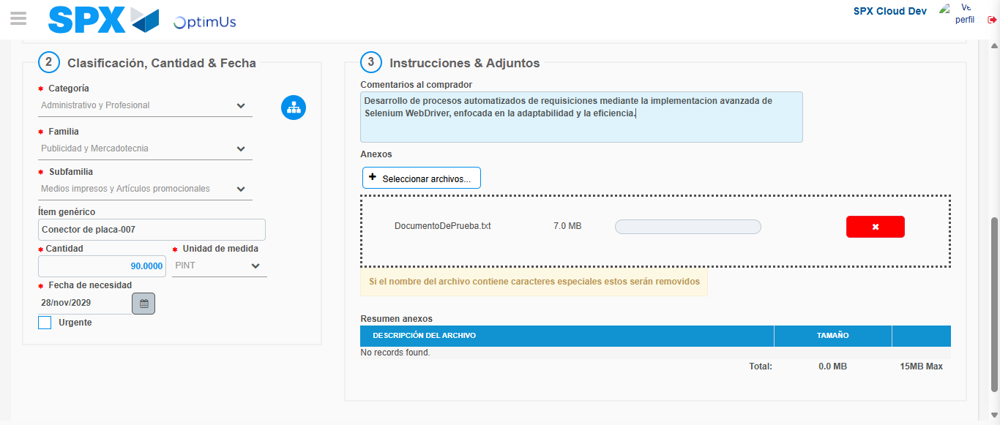 SPX
OptimUs
SPX Cloud Dev
Ve
perfil
2 Clasificación, Cantidad & Fecha
* Categoría
Administrativo y Profesional
* Familia
Publicidad y Mercadotecnia
* Subfamilia
Medios impresos y Artículos promocionales
Ítem genérico
Conector de placa-007
* Cantidad
* Unidad de medida
90.0000
PINT
* Fecha de necesidad
28/nov/2029
Urgente
3 Instrucciones & Adjuntos
Comentarios al comprador
Desarrollo de procesos automatizados de requisiciones mediante la implementacion avanzada de
Selenium WebDriver, enfocada en la adaptabilidad y la eficiencia.
Anexos
+ Seleccionar archivos...
DocumentoDePrueba.txt 7.0 MB
Si el nombre del archivo contiene caracteres especiales estos serán removidos
Resumen anexos
DESCRIPCIÓN DEL ARCHIVO TAMAÑO
No records found.
Total: 0.0 MB 15MB Max